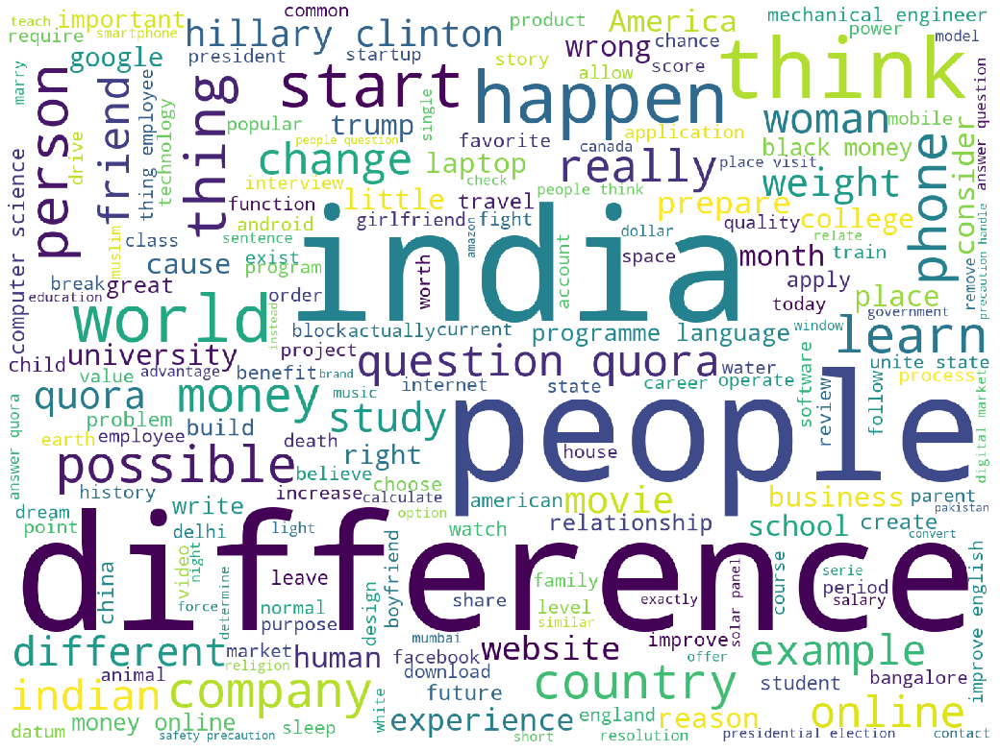 teach
important
common
product
America
mechanical engineer
require
smartphone
hillary clinton
wrong
chance
power
model
google
president
startup
story
allow
score
think
marry
person
drive
friend
thing employee
technology
thing
start
happen
popular
trump
single
favorite
application
woman
mobile
answer question
people question
canada
place visit
black money
change
laptop
really
phone
consider
check
people think
weight
interview
little
travel
prepare
college
computer science
muslim
function
android
girlfriend
fight
amazon
quality
relate
class
sentence
india
dollar
cause
exist
program
worth
account
space
month
train
remove
precaution handle
break
great
order
apply
place
education
world
instead
today
government
block
actually
current
programme language
window
learn
child
university
project
value
advantage
benefit
brand
question quora
water
unite state
quora
money
music
internet
state
career
operate
software
review
follow
process
digital market
answer quora
problem
build
study
people
earth
employee
death
right
house
possible
believe
choose
history
increase
calculate
american
movie
business
parent
pakistan
dream
write
option
relationship
point
delhi
light
watch
school
create
convert
difference
china
video
night
force
determine
leave
normal
purpose
design
boyfriend
share
family
level
similar
exactly
solar panel
course
serie
period
salary
improve english
different
market
religion
human
mumbai
facebook
download
website
improve
offer
example
animal
student
bangalore
indian
company
white
future
country
money online
sleep
experience
england
reason
online
datum
safety precaution
short
resolution
presidential election
contact